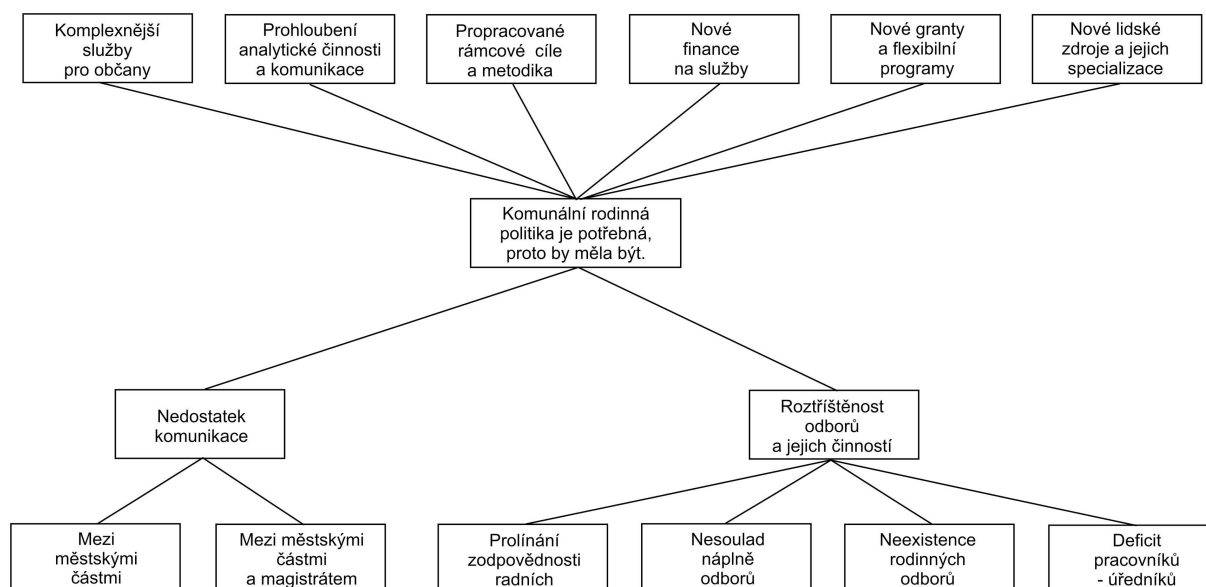 Komplexnější
služby
pro občany
Prohloubení
analytické činnosti
a komunikace
Propracované
rámcové cíle
a metodika
Nové
finance
na služby
Nové granty
a flexibilní
programy
Nové lidské
zdroje a jejich
specializace
Komunální rodinná
politika je potřebná,
proto by měla být.
Nedostatek
komunikace
Roztříštěnost
odborů
a jejich činností
Mezi
městskými
částmi
Mezi městskými
částmi
a magistrátem
Prolínání
zodpovědnosti
radních
Nesoulad
náplně
odborů
Neexistence
rodinných
odborů
Deficit
pracovníků
- úředníků